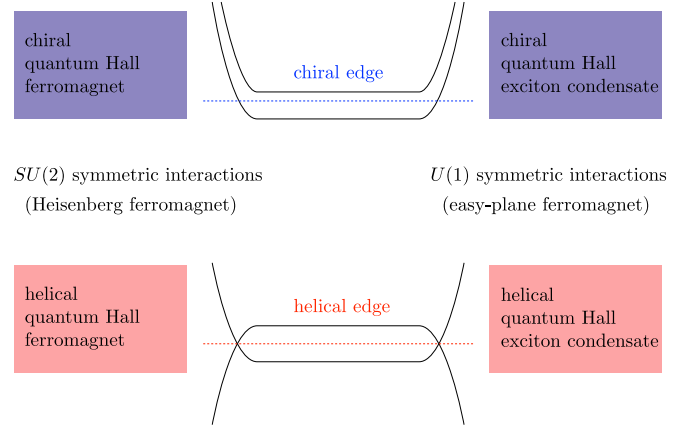 chiral
quantum Hall
ferromagnet
chiral edge
chiral
quantum Hall
exciton condensate
SU(2) symmetric interactions
(Heisenberg ferromagnet)
U(1) symmetric interactions
(easy-plane ferromagnet)
helical
quantum Hall
ferromagnet
helical edge
helical
quantum Hall
exciton condensate